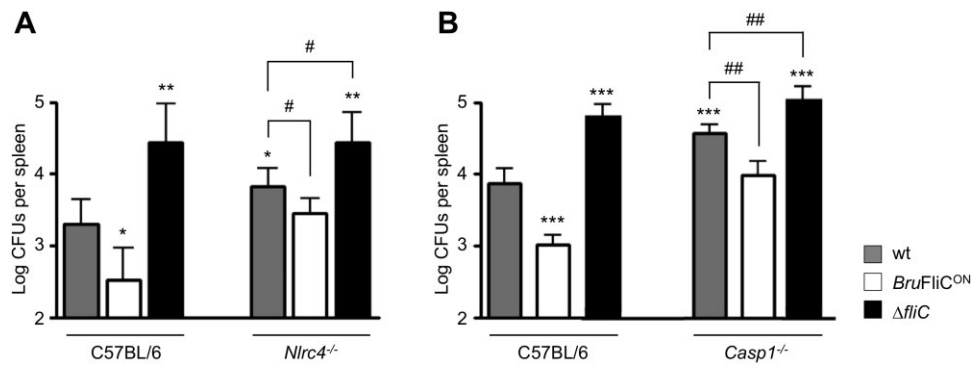 A
#
**
#
**
*
*
5
4
3
2
Log CFUs per spleen
C57BL/6
Nlrc4-/-
B
##
##
***
***
***
***
5
4
3
2
Log CFUs per spleen
C57BL/6
Casp1-/-
wt
BruFliCON
ΔfliC